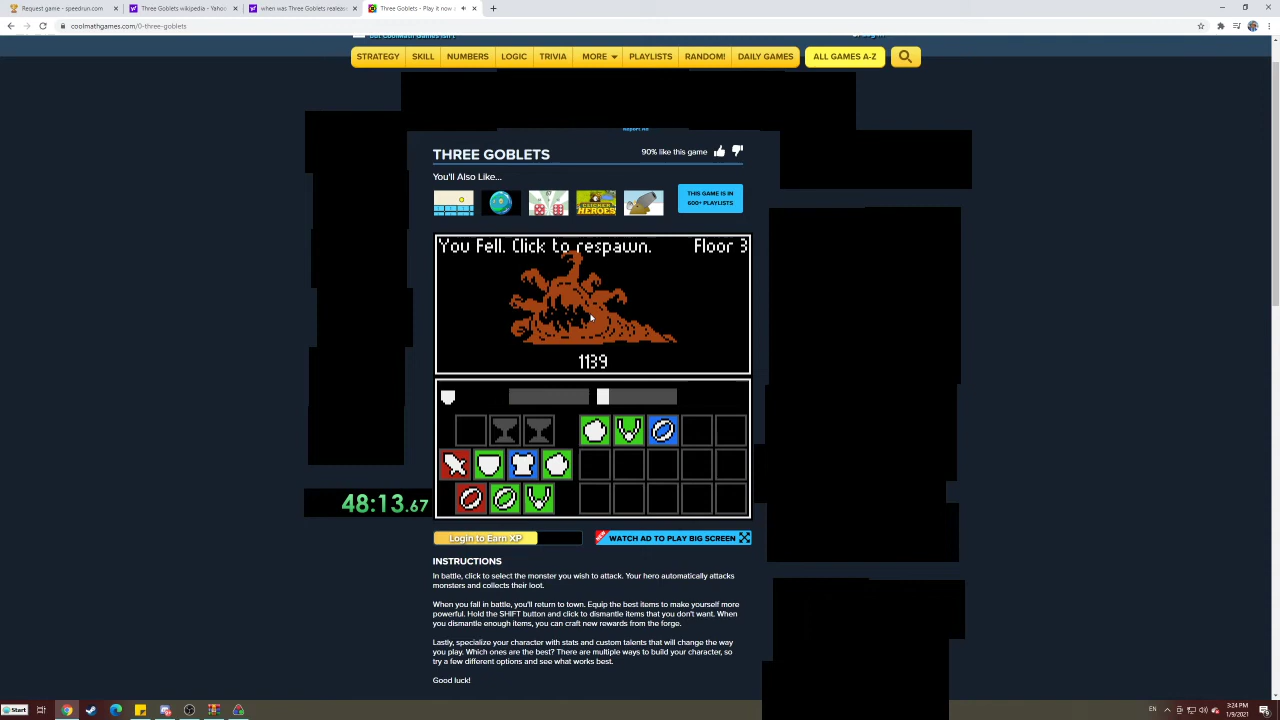 Request game - speedrun.com
Three Goblets wikipedia - Yahoo
when was Three Goblets realeas
Three Goblets - Play it now
coolmathgames.com/0-three-goblets
STRATEGY SKILL NUMBERS LOGIC TRIVIA MORE PLAYLISTS RANDOM! DAILY GAMES ALL GAMES A-Z
Report Ad
THREE GOBLETS
90% like this game
You'll Also Like...
CLICKER
HEROES
THIS GAME IS IN
600+ PLAYLISTS
You Fell. Click to respawn. Floor 3
1139
48:13.67
Login to Earn XP
NEW
WATCH AD TO PLAY BIG SCREEN
INSTRUCTIONS
In battle, click to select the monster you wish to attack. Your hero automatically attacks
monsters and collects their loot.
When you fall in battle, you'll return to town. Equip the best items to make yourself more
powerful. Hold the SHIFT button and click to dismantle items that you don't want. When
you dismantle enough items, you can craft new rewards from the forge.
Lastly, specialize your character with stats and custom talents that will change the way
you play. Which ones are the best? There are multiple ways to build your character, so
try a few different options and see what works best.
Good luck!
Start
EN
3:24 PM
1/9/2021